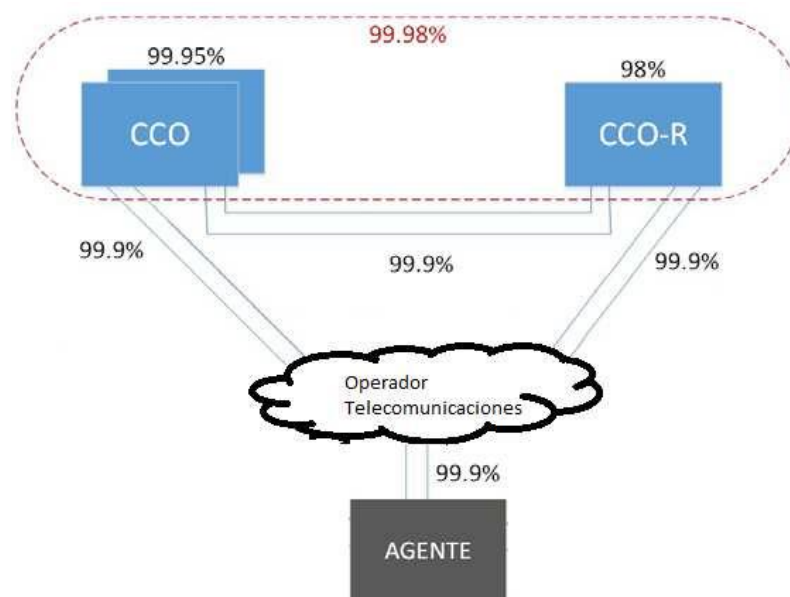 99.98%
99.95%
98%
CCO
CCO-R
99.9%
99.9%
99.9%
Operador
Telecomunicaciones
99.9%
AGENTE